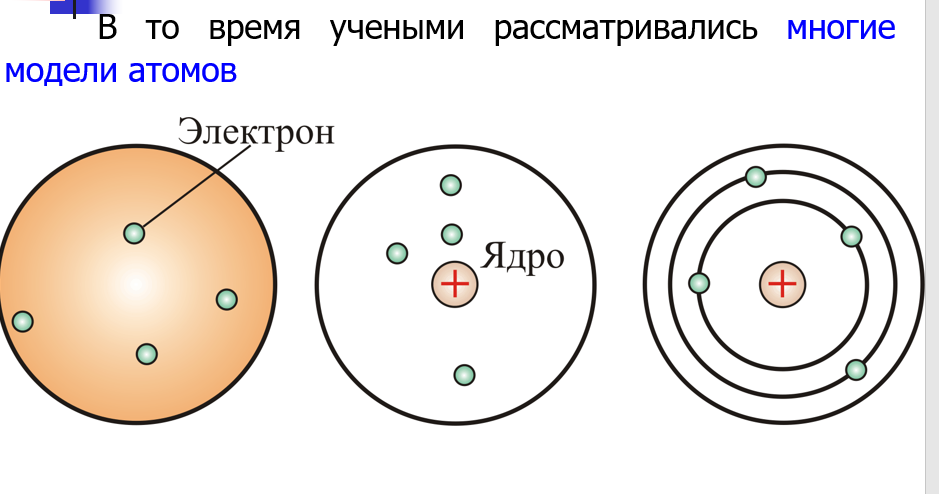 В то время учеными рассматривались многие
модели атомов
Электрон
Ядро
+
+